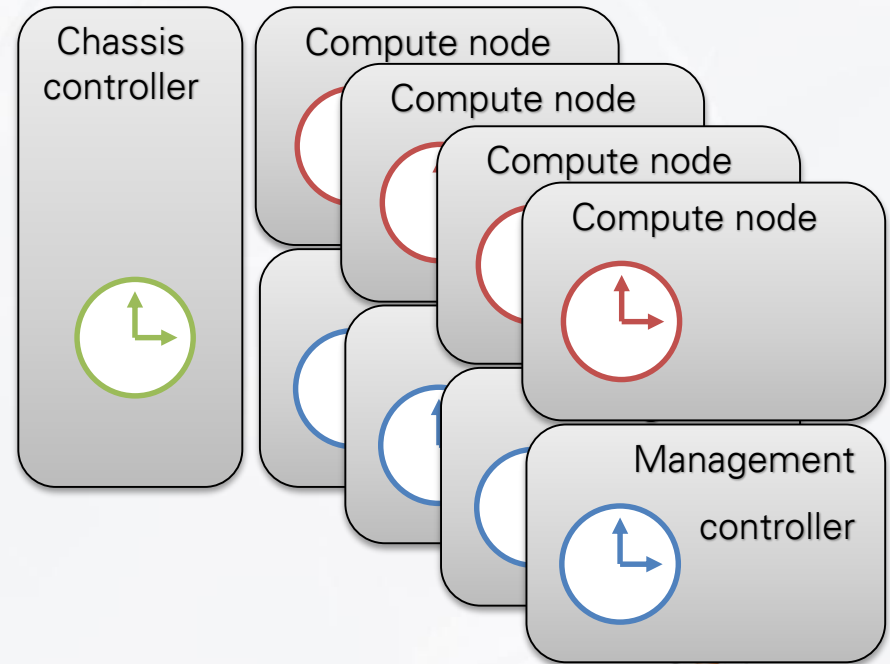 Chassis
controller
Compute node
Compute node
Compute node
Compute node
Management
controller